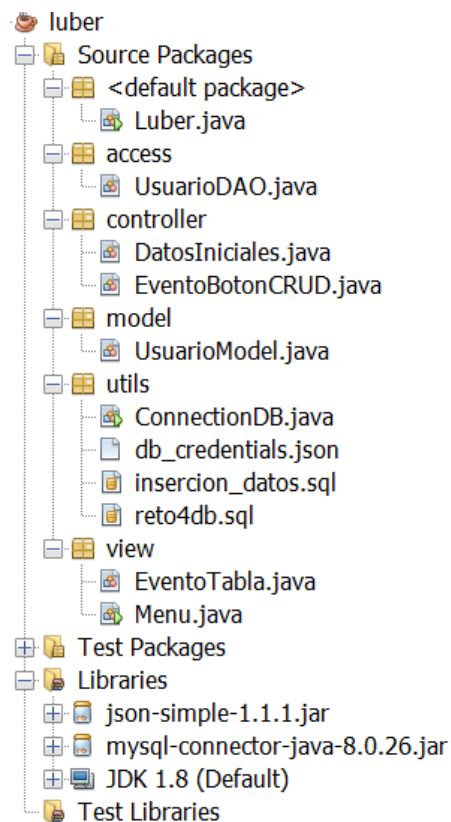 luber
Source Packages
<default package>
Luber.java
access
UsuarioDAO.java
controller
DatosIniciales.java
EventoBotonCRUD.java
model
UsuarioModel.java
utils
ConnectionDB.java
db_credentials.json
insercion_datos.sql
reto4db.sql
view
EventoTabla.java
Menu.java
Test Packages
Libraries
json-simple-1.1.1.jar
mysql-connector-java-8.0.26.jar
JDK 1.8 (Default)
Test Libraries